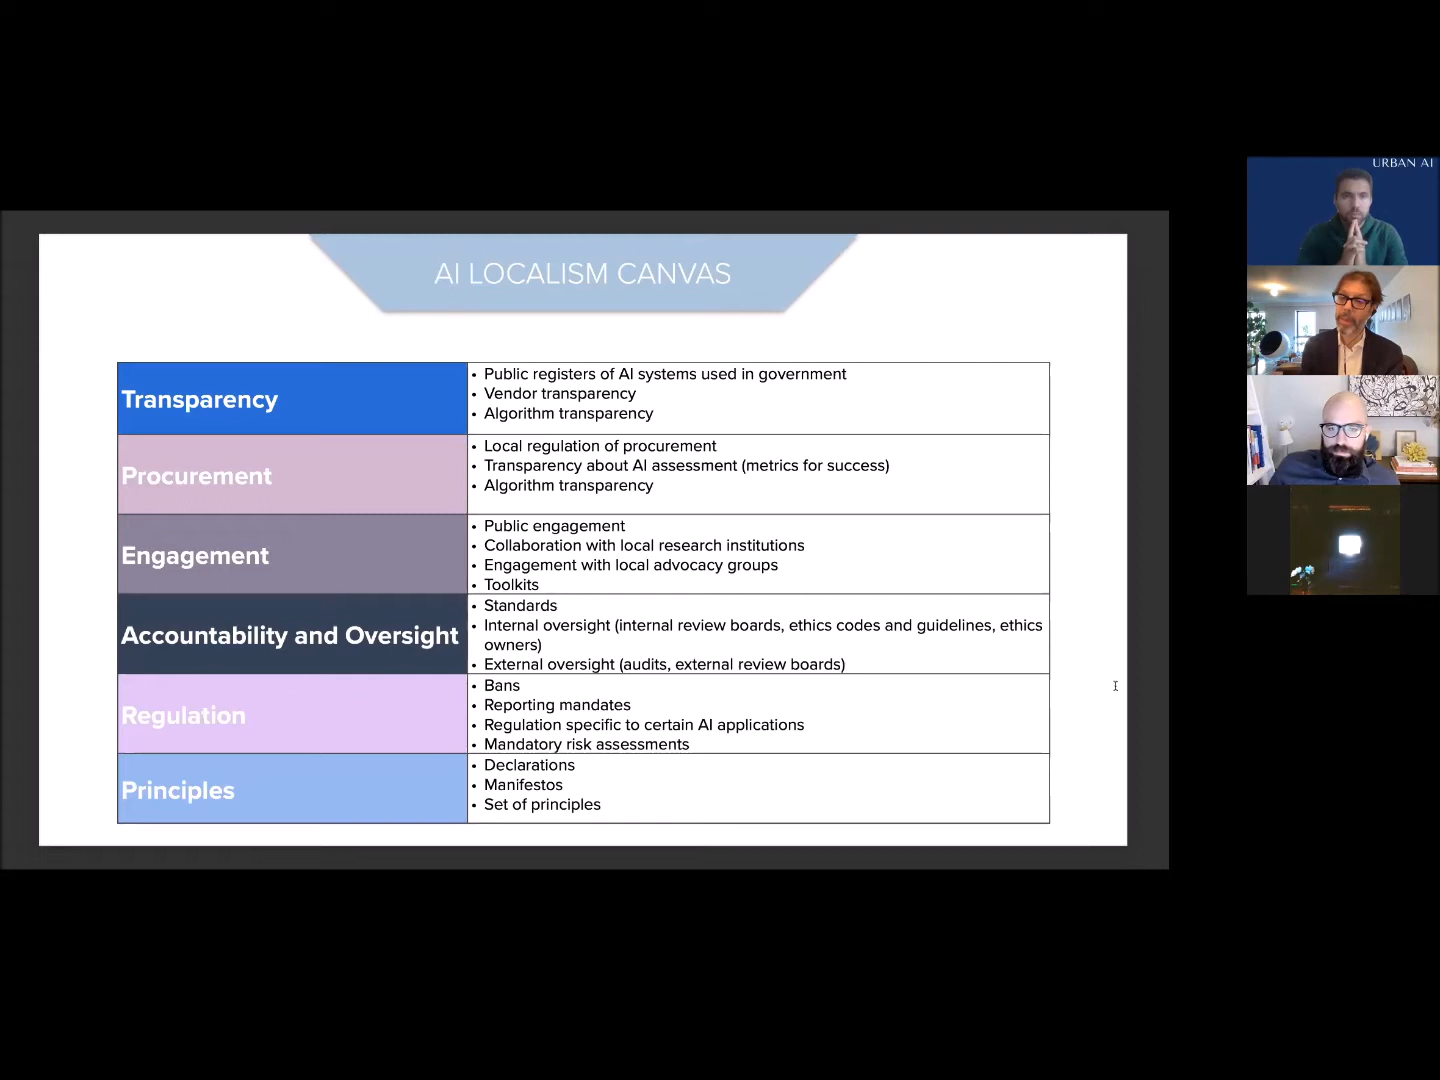 URBAN AI
AI LOCALISM CANVAS
Transparency
• Public registers of AI systems used in government
• Vendor transparency
• Algorithm transparency
Procurement
• Local regulation of procurement
• Transparency about AI assessment (metrics for success)
• Algorithm transparency
Engagement
• Public engagement
• Collaboration with local research institutions
• Engagement with local advocacy groups
• Toolkits
Accountability and Oversight
• Standards
• Internal oversight (internal review boards, ethics codes and guidelines, ethics
owners)
• External oversight (audits, external review boards)
Regulation
• Bans
• Reporting mandates
• Regulation specific to certain AI applications
• Mandatory risk assessments
Principles
• Declarations
• Manifestos
• Set of principles